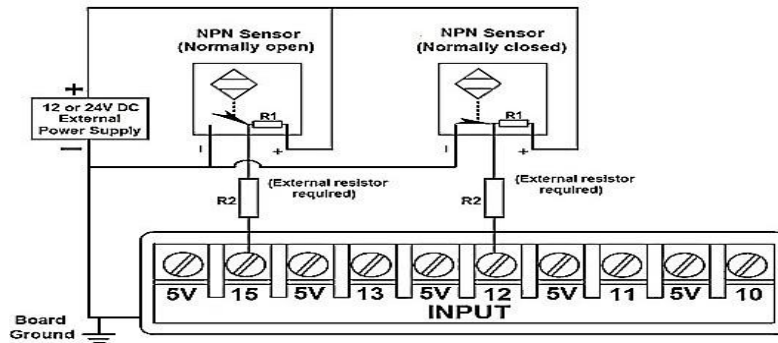 NPN Sensor
(Normally open)
NPN Sensor
(Normally closed)
+
12 or 24V DC
External
Power Supply
−
R1
R1
−
+
−
+
(External resistor
required)
(External resistor
required)
R2
R2
5V 15 5V 13 5V 12 5V 11 5V 10
INPUT
Board
Ground